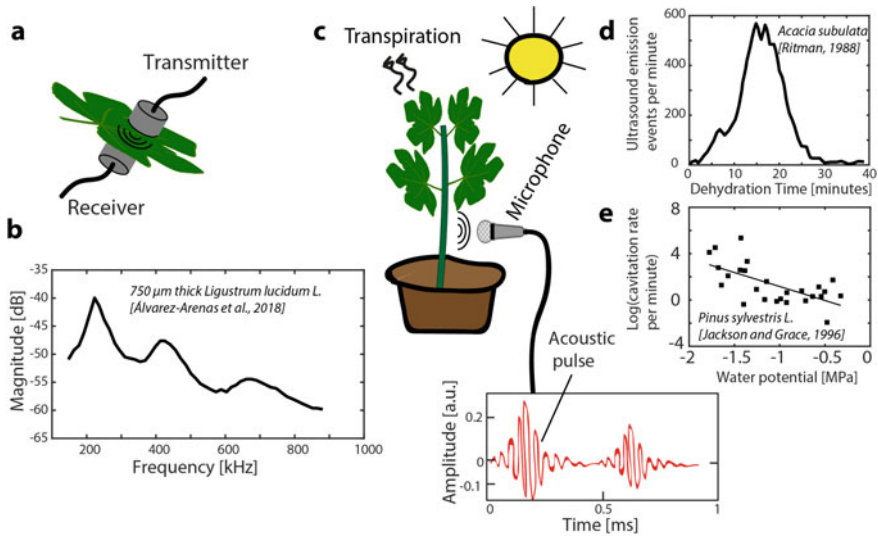 a
Transmitter
Receiver
b
750 µm thick Ligustrum lucidum L.
[Álvarez-Arenas et al., 2018]
Magnitude [dB]
-35
-40
-45
-50
-55
-60
-65
200
400
600
800
1000
Frequency [kHz]
c
Transpiration
Microphone
Acoustic
pulse
Amplitude [a.u.]
0.2
0
-0.1
0
0.5
1
Time [ms]
d
Acacia subulata
[Ritman, 1988]
Ultrasound emission
events per minute
600
400
200
0
0
10
20
30
40
Dehydration Time [minutes]
e
Log(cavitation rate
per minute)
8
4
0
-4
Pinus sylvestris L.
[Jackson and Grace, 1996]
-2
-1.5
-1
-0.5
0
Water potential [MPa]